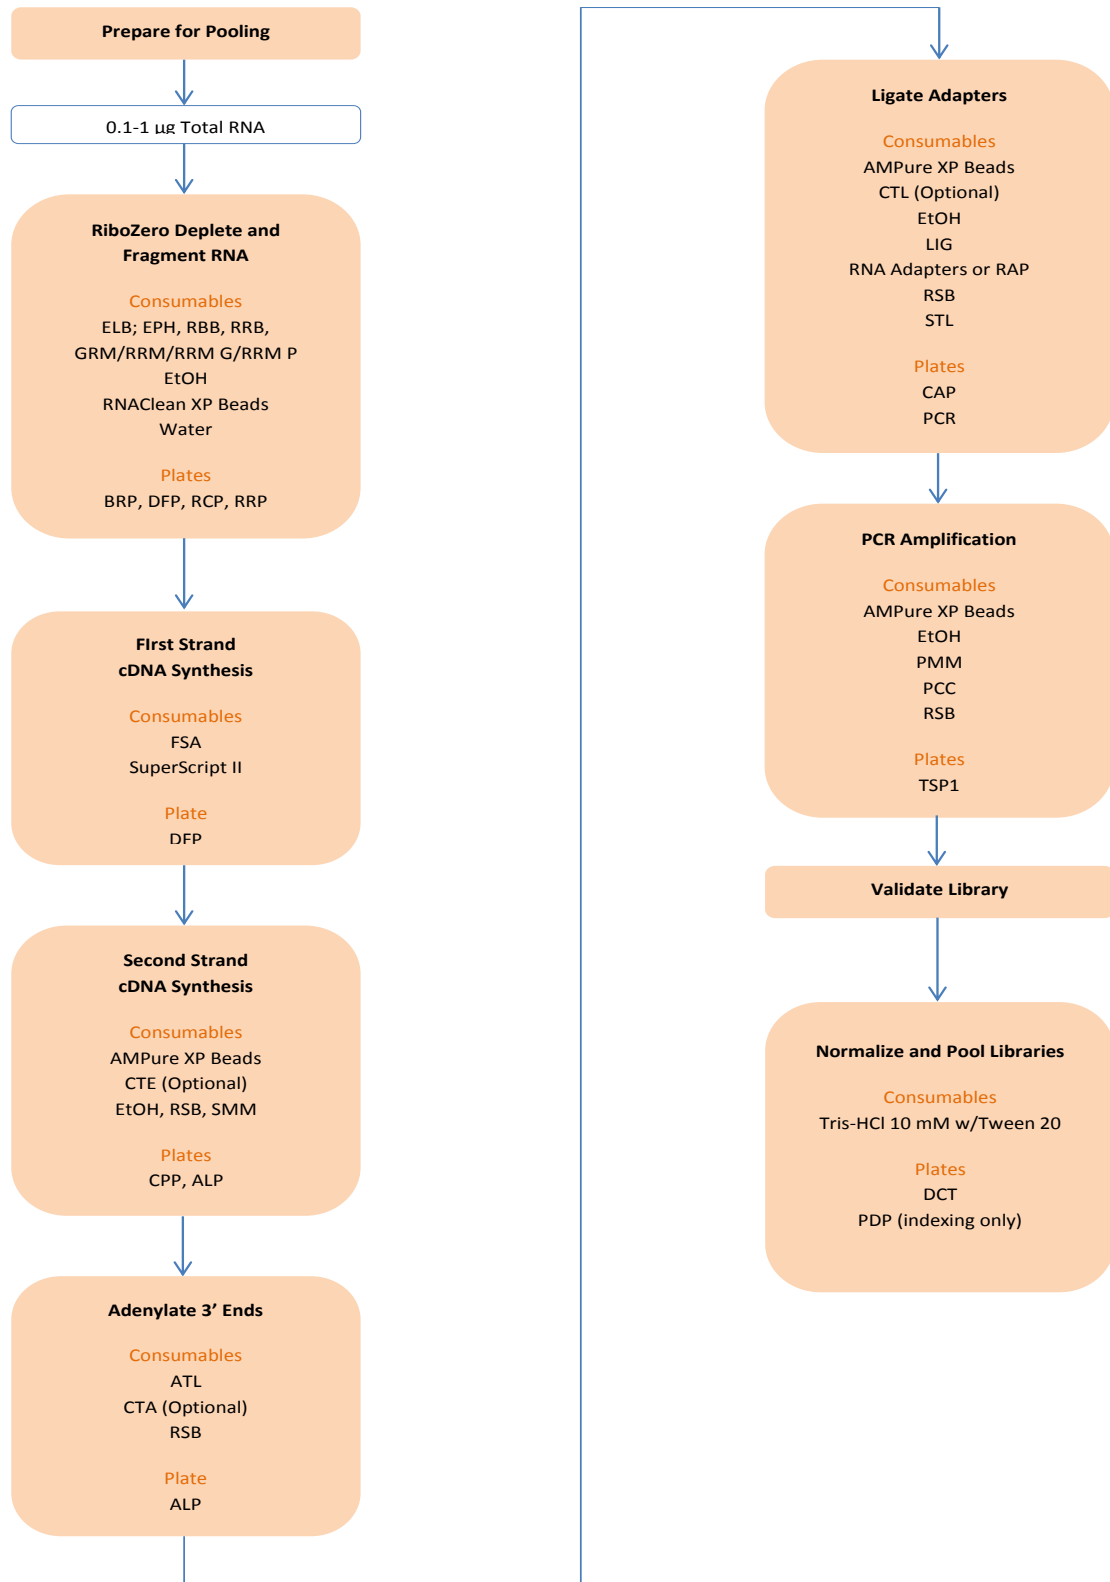 Prepare for Pooling
0.1-1 µg Total RNA
RiboZero Deplete and
Fragment RNA
Consumables
ELB; EPH, RBB, RRB,
GRM/RRM/RRM G/RRM P
EtOH
RNAClean XP Beads
Water
Plates
BRP, DFP, RCP, RRP
FIrst Strand
cDNA Synthesis
Consumables
FSA
SuperScript II
Plate
DFP
Second Strand
cDNA Synthesis
Consumables
AMPure XP Beads
CTE (Optional)
EtOH, RSB, SMM
Plates
CPP, ALP
Adenylate 3’ Ends
Consumables
ATL
CTA (Optional)
RSB
Plate
ALP
Ligate Adapters
Consumables
AMPure XP Beads
CTL (Optional)
EtOH
LIG
RNA Adapters or RAP
RSB
STL
Plates
CAP
PCR
PCR Amplification
Consumables
AMPure XP Beads
EtOH
PMM
PCC
RSB
Plates
TSP1
Validate Library
Normalize and Pool Libraries
Consumables
Tris-HCl 10 mM w/Tween 20
Plates
DCT
PDP (indexing only)